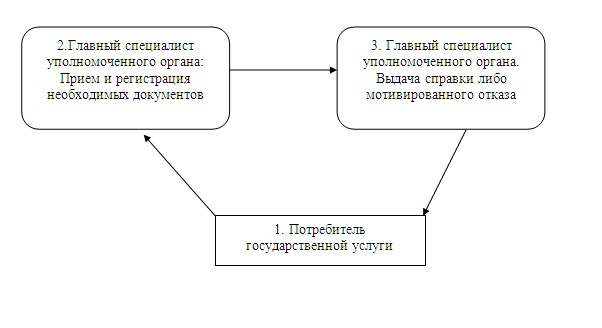 2.Главный специалист
уполномоченного органа:
Прием и регистрация
необходимых документов
3. Главный специалист
уполномоченного органа.
Выдача справки либо
мотивированного отказа
1. Потребитель
государственной услуги